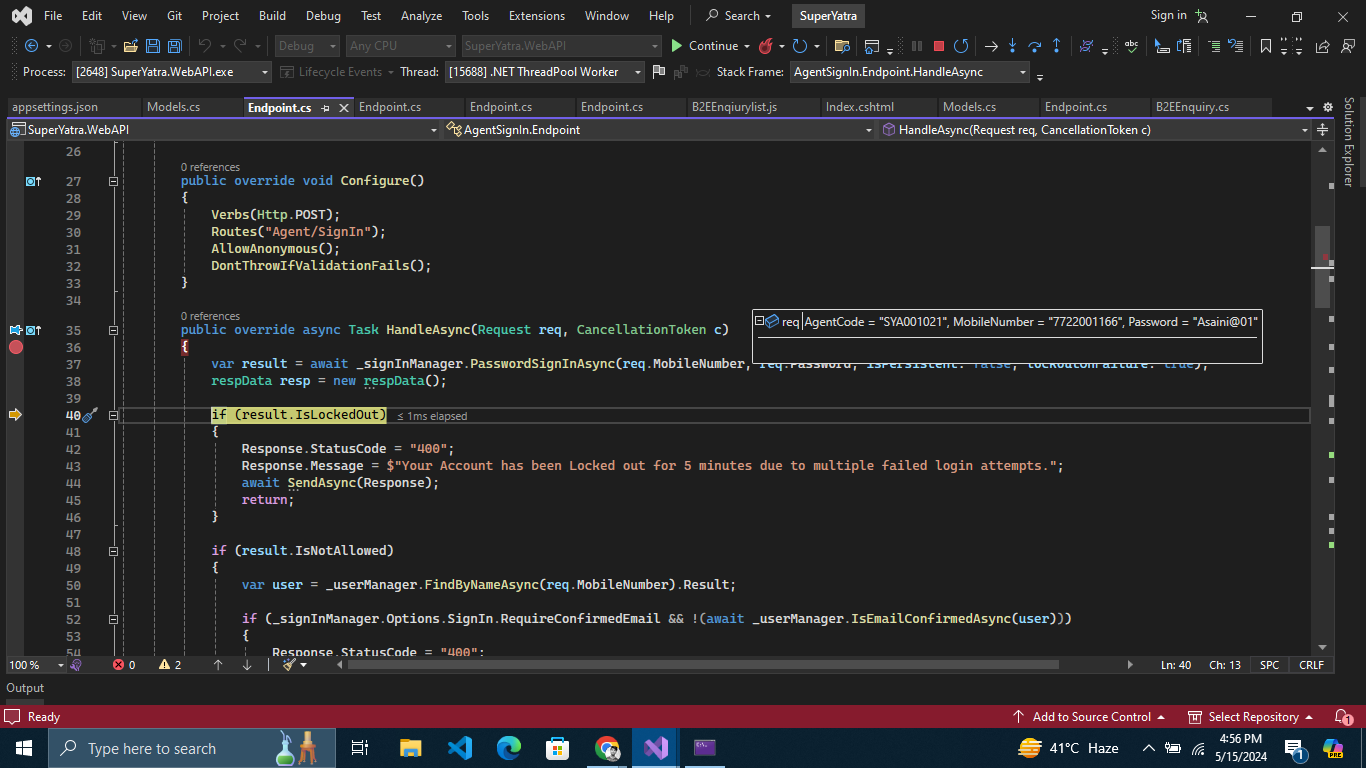 File Edit View Git Project Build Debug Test Analyze Tools Extensions Window Help Search SuperYatra Sign in
Debug Any CPU SuperYatra.WebAPI Continue
Process: [2648] SuperYatra.WebAPI.exe Lifecycle Events Thread: [15688] .NET ThreadPool Worker Stack Frame: AgentSignIn.Endpoint.HandleAsync
appsettings.json Models.cs Endpoint.cs Endpoint.cs Endpoint.cs Endpoint.cs B2EEnqiurylist.js Index.cshtml Models.cs Endpoint.cs B2EEnquiry.cs
Solution Explorer
SuperYatra.WebAPI AgentSignIn.Endpoint HandleAsync(Request req, CancellationToken c)
26
0 references
27 public override void Configure()
28 {
29 Verbs(Http.POST);
30 Routes("Agent/SignIn");
31 AllowAnonymous();
32 DontThrowIfValidationFails();
33 }
34
0 references
35 public override async Task HandleAsync(Request req, CancellationToken c)
req AgentCode = "SYA001021", MobileNumber = "7722001166", Password = "Asaini@01"
36 {
37 var result = await _signInManager.PasswordSignInAsync(req.MobileNumber, req.Password, isPersistent: false, lockoutOnFailure: true);
38 respData resp = new respData();
39
40 if (result.IsLockedOut) ≤ 1ms elapsed
41 {
42 Response.StatusCode = "400";
43 Response.Message = $"Your Account has been Locked out for 5 minutes due to multiple failed login attempts.";
44 await SendAsync(Response);
45 return;
46 }
47
48 if (result.IsNotAllowed)
49 {
50 var user = _userManager.FindByNameAsync(req.MobileNumber).Result;
51
52 if (_signInManager.Options.SignIn.RequireConfirmedEmail && !(await _userManager.IsEmailConfirmedAsync(user)))
53 {
54 Response.StatusCode = "400";
100 % 0 2 Ln: 40 Ch: 13 SPC CRLF
Output
Ready Add to Source Control Select Repository 1
Type here to search 41°C Haze 4:56 PM
5/15/2024 1 PRE